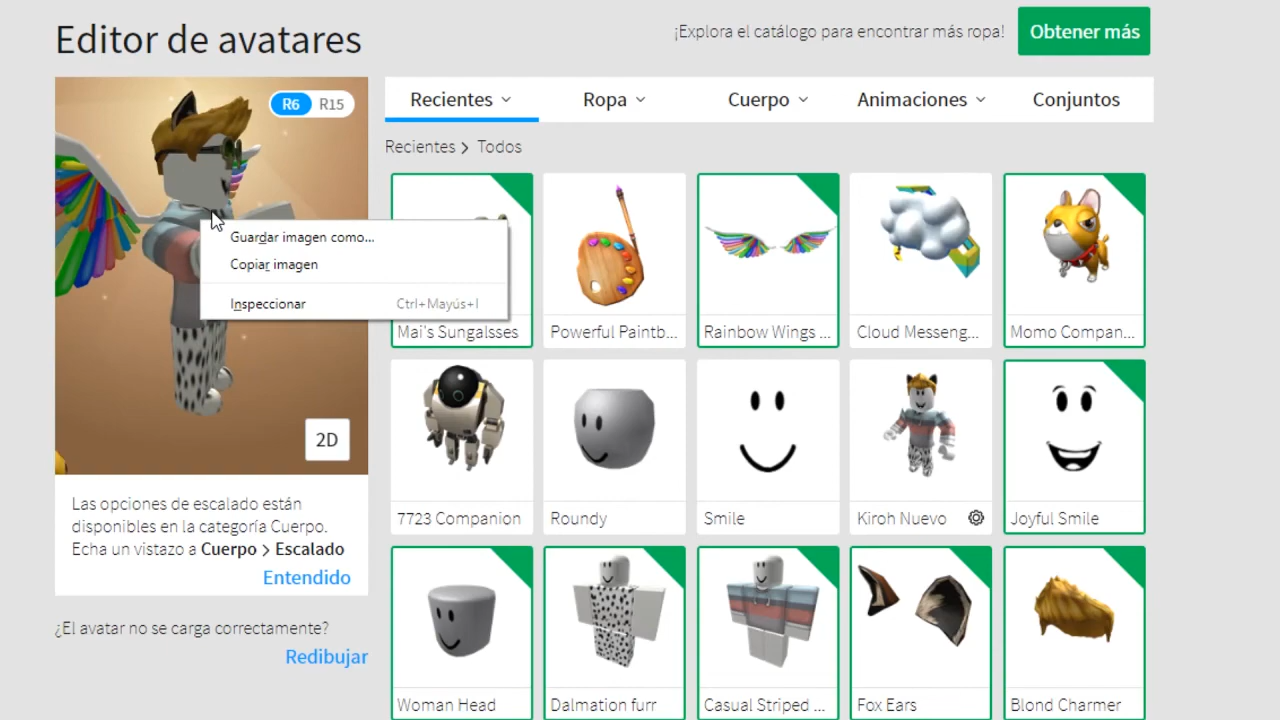 Editor de avatares
¡Explora el catálogo para encontrar más ropa!
Obtener más
R6 R15
Recientes
Ropa
Cuerpo
Animaciones
Conjuntos
Recientes > Todos
Guardar imagen como...
Copiar imagen
Inspeccionar Ctrl+Mayús+I
Mai's Sungalsses
Powerful Paintb...
Rainbow Wings ...
Cloud Messeng...
Momo Compan...
2D
7723 Companion
Roundy
Smile
Kiroh Nuevo
Joyful Smile
Las opciones de escalado están
disponibles en la categoría Cuerpo.
Echa un vistazo a Cuerpo > Escalado
Entendido
¿El avatar no se carga correctamente?
Redibujar
Woman Head
Dalmation furr
Casual Striped ...
Fox Ears
Blond Charmer